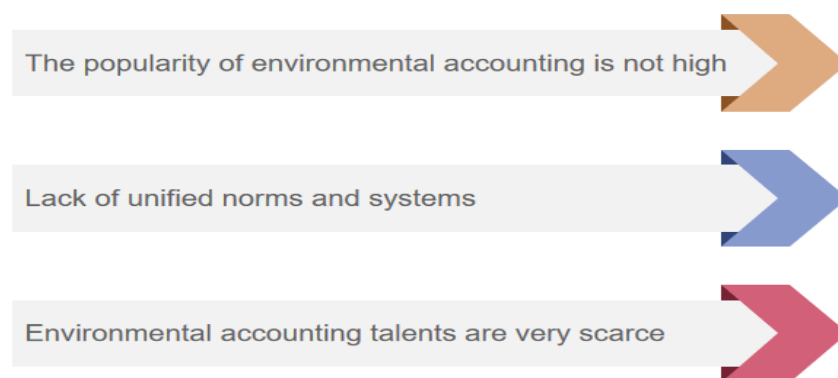 The popularity of environmental accounting is not high
Lack of unified norms and systems
Environmental accounting talents are very scarce